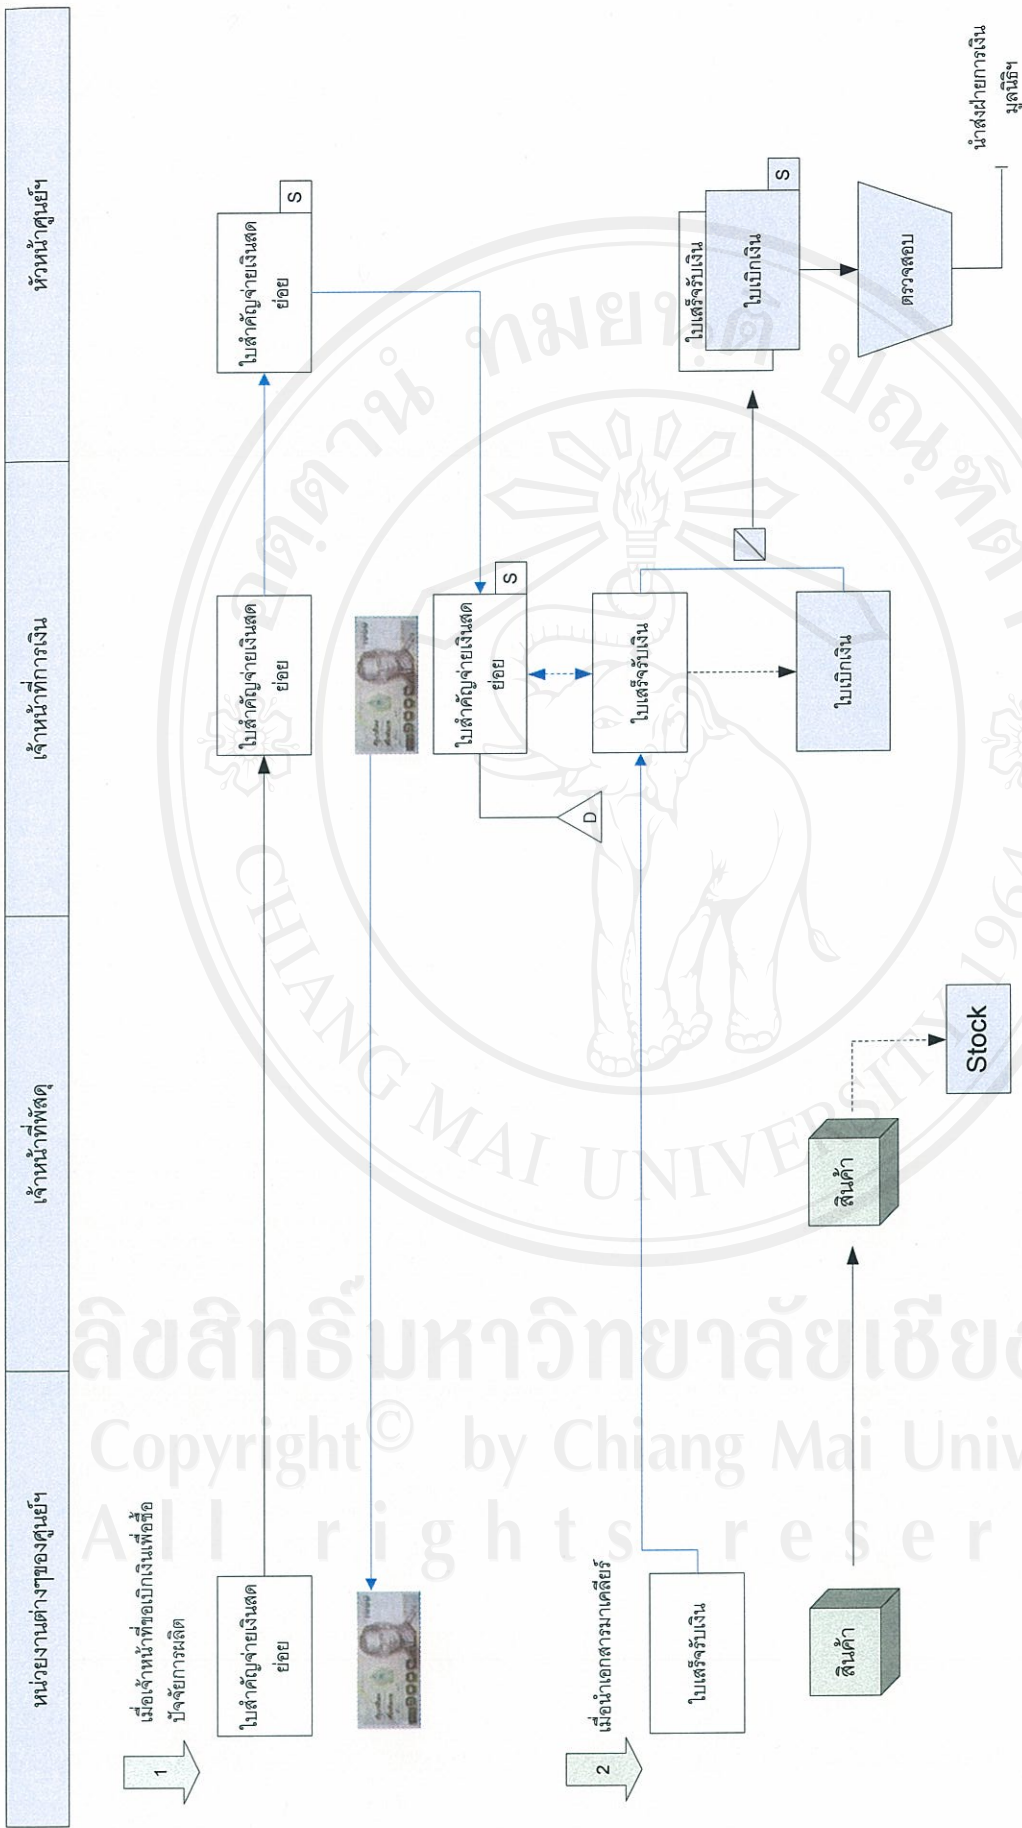 หน่วยงานต่างๆของศูนย์ฯ
เจ้าหน้าที่พัสดุ
เจ้าหน้าที่การเงิน
หัวหน้าศูนย์ฯ
1
เมื่อเจ้าหน้าที่ขอเบิกเงินเพื่อซื้อ
ปัจจัยการผลิต
ใบสำคัญจ่ายเงินสด
ย่อย
ใบสำคัญจ่ายเงินสด
ย่อย
ใบสำคัญจ่ายเงินสด
ย่อย
S
ใบสำคัญจ่ายเงินสด
ย่อย
S
D
2
เมื่อนำเอกสารมาเคลียร์
ใบเสร็จรับเงิน
ใบเสร็จรับเงิน
ใบเสร็จรับเงิน
ใบเบิกเงิน
S
ใบเบิกเงิน
ตรวจสอบ
นำส่งฝ่ายการเงิน
มูลนิธิฯ
สินค้า
สินค้า
Stock
CHIANG MAI UNIVERSITY 1964
ลิขสิทธิ์มหาวิทยาลัยเชีย
Copyright© by Chiang Mai Univ
All rights reser